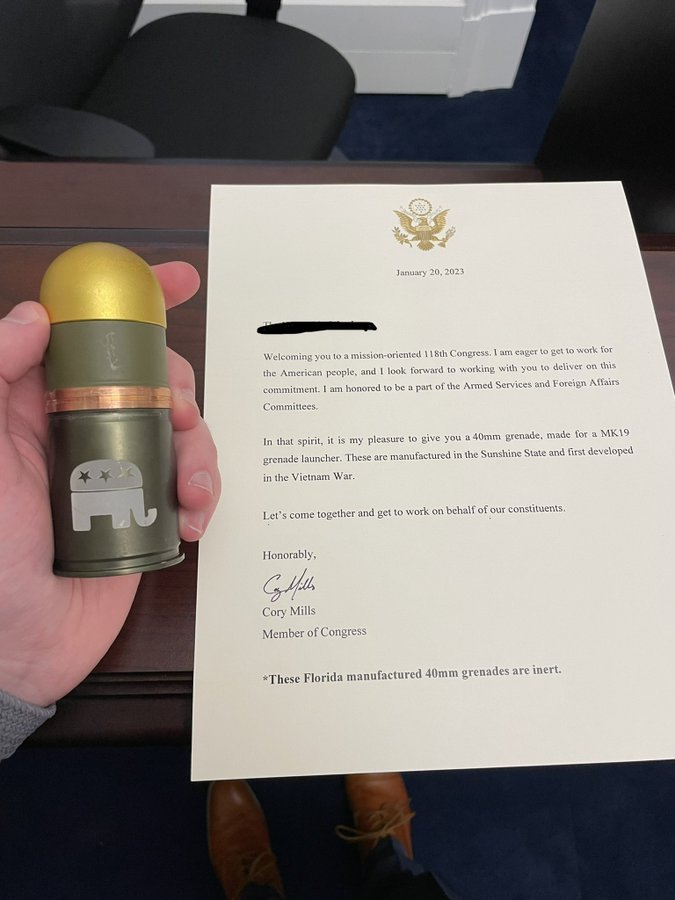 January 20, 2023
Welcoming you to a mission-oriented 118th Congress. I am eager to get to work for
the American people, and I look forward to working with you to deliver on this
commitment. I am honored to be a part of the Armed Services and Foreign Affairs
Committees.
In that spirit, it is my pleasure to give you a 40mm grenade, made for a MK19
grenade launcher. These are manufactured in the Sunshine State and first developed
in the Vietnam War.
Let's come together and get to work on behalf of our constituents.
Honorably,
Cory Mills
Cory Mills
Member of Congress
*These Florida manufactured 40mm grenades are inert.